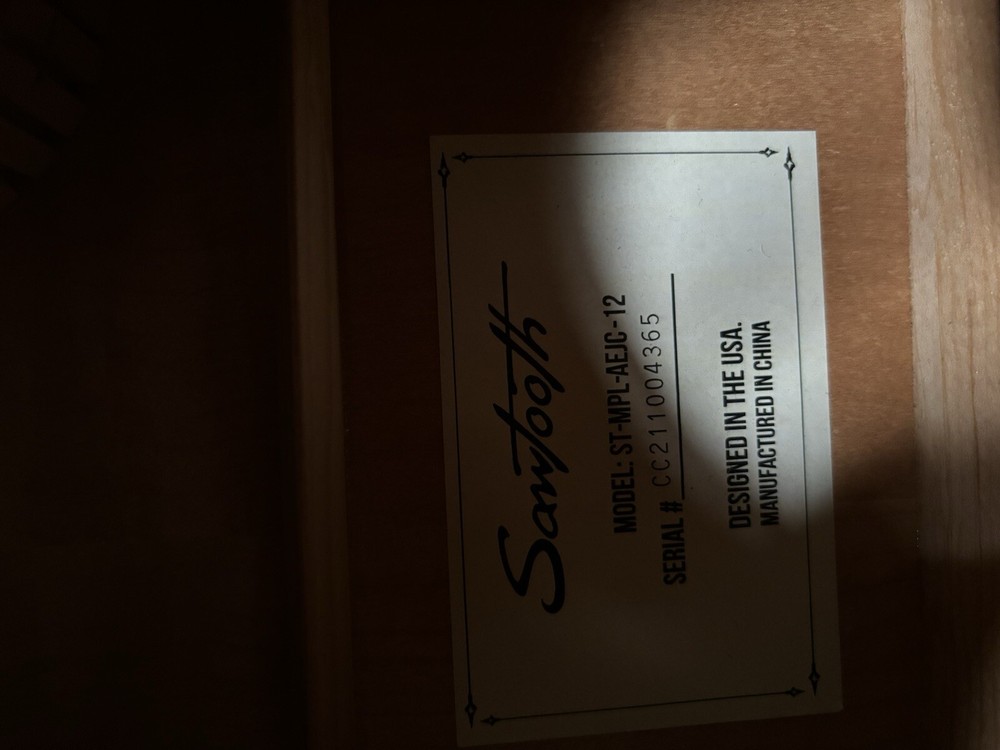 Sawtooth
MODEL: ST-MPL-AEJC-12
SERIAL # CC211004365
DESIGNED IN THE USA.
MANUFACTURED IN CHINA